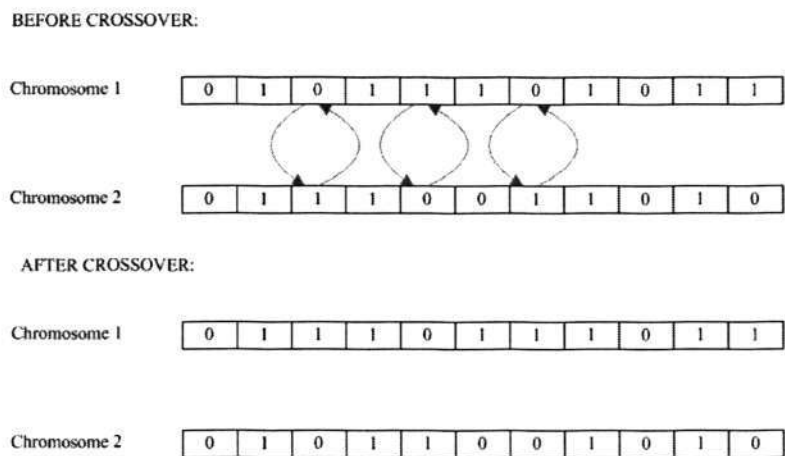 BEFORE CROSSOVER:
Chromosome 1 0 1 0 1 1 1 0 1 0 1 1
Chromosome 2 0 1 1 1 0 0 1 1 0 1 0
AFTER CROSSOVER:
Chromosome 1 0 1 1 1 0 1 1 1 0 1 1
Chromosome 2 0 1 0 1 1 0 0 1 0 1 0